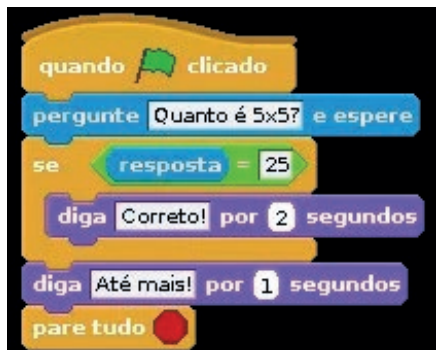 quando clicado
pergunte Quanto é 5x5? e espere
se resposta = 25
diga Correto! por 2 segundos
diga Até mais! por 1 segundos
pare tudo